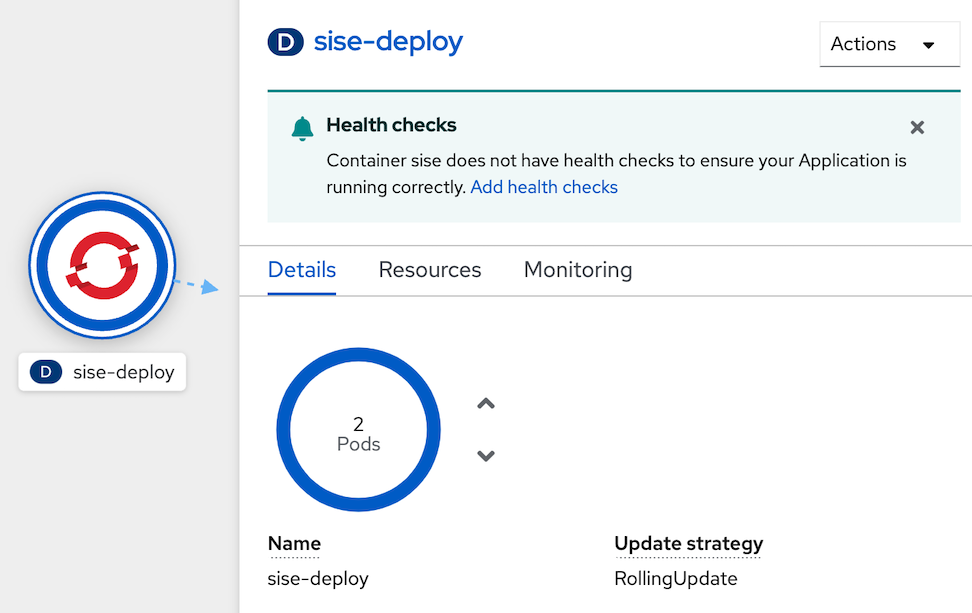 D sise-deploy
Actions
Health checks
Container sise does not have health checks to ensure your Application is
running correctly. Add health checks
Details Resources Monitoring
D sise-deploy
2
Pods
Name
sise-deploy
Update strategy
RollingUpdate